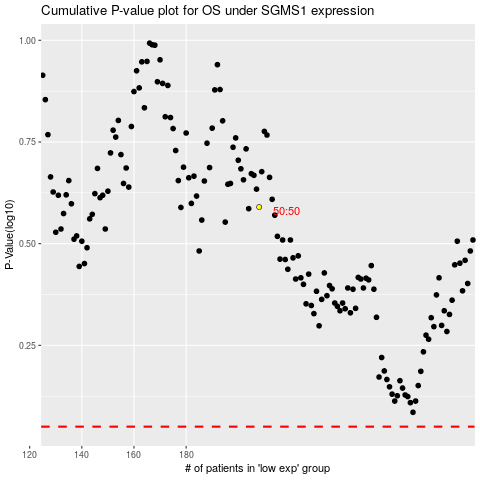 Cumulative P-value plot for OS under SGMS1 expression
P-Value(log10)
1.00
0.75
0.50
0.25
50:50
120 140 160 180
# of patients in 'low exp' group